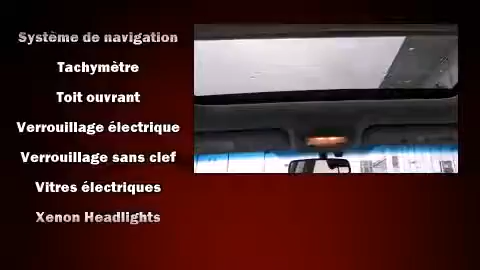 Système de navigation
Tachymètre
Toit ouvrant
Verrouillage électrique
Verrouillage sans clef
Vitres électriques
Xenon Headlights